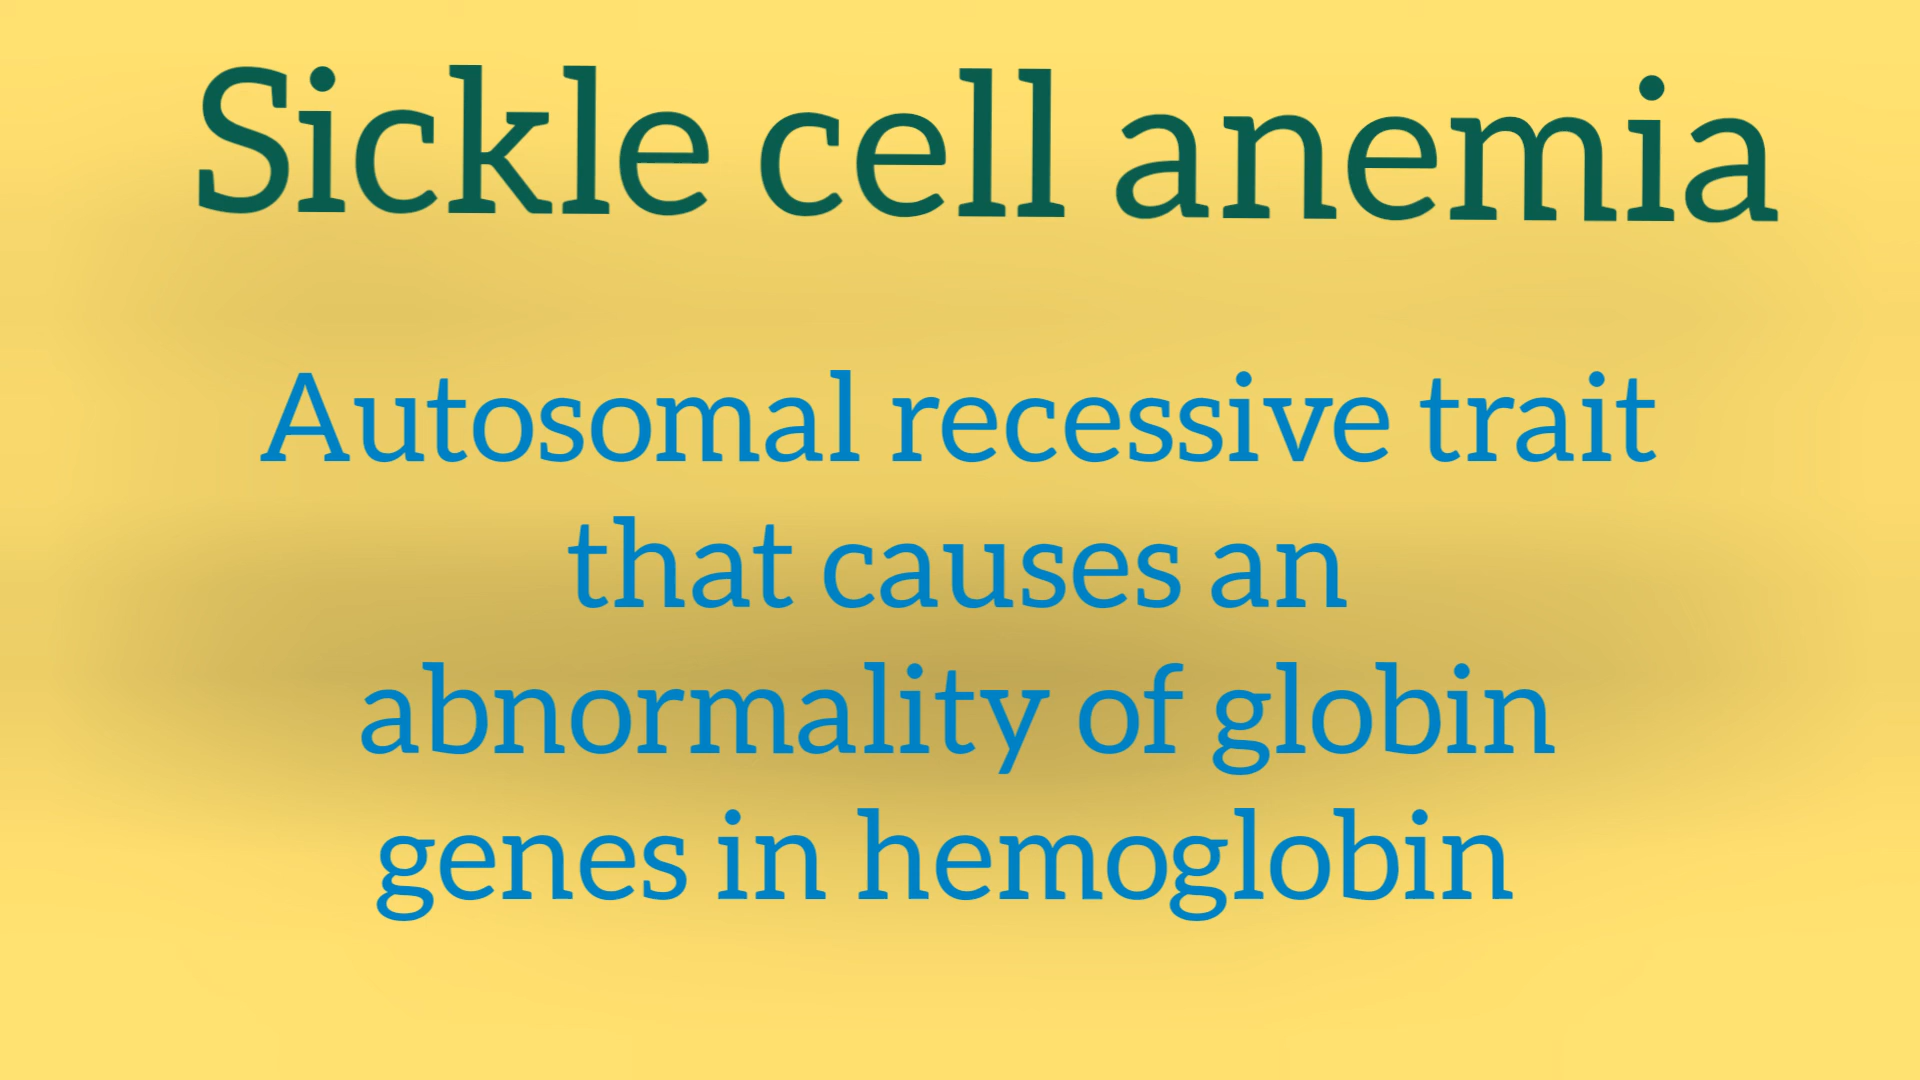 Sickle cell anemia
Autosomal recessive trait
that causes an
abnormality of globin
genes in hemoglobin